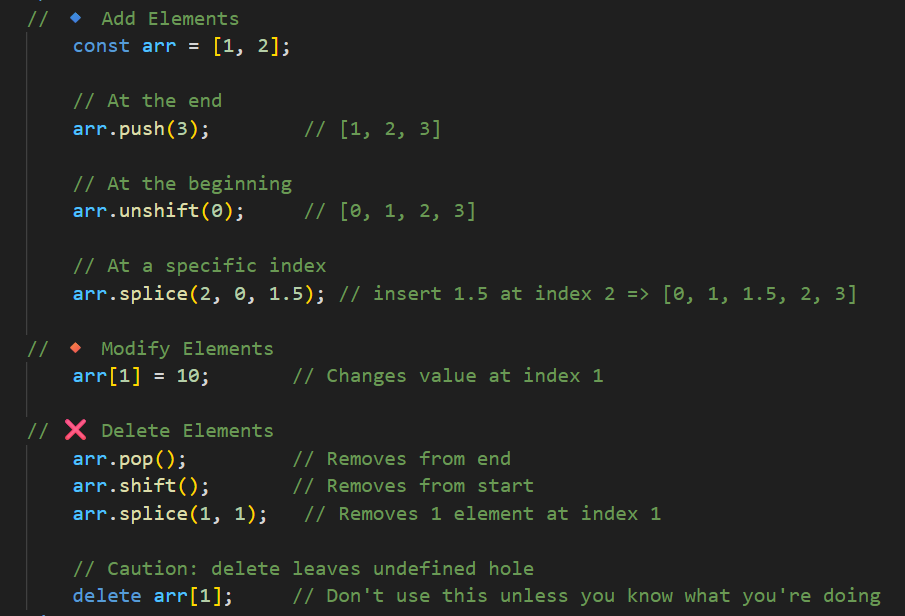 // 🔹 Add Elements
const arr = [1, 2];
// At the end
arr.push(3);        // [1, 2, 3]
// At the beginning
arr.unshift(0);     // [0, 1, 2, 3]
// At a specific index
arr.splice(2, 0, 1.5); // insert 1.5 at index 2 => [0, 1, 1.5, 2, 3]
// 🔸 Modify Elements
arr[1] = 10;       // Changes value at index 1
// ❌ Delete Elements
arr.pop();         // Removes from end
arr.shift();       // Removes from start
arr.splice(1, 1);   // Removes 1 element at index 1
// Caution: delete leaves undefined hole
delete arr[1];     // Don't use this unless you know what you're doing